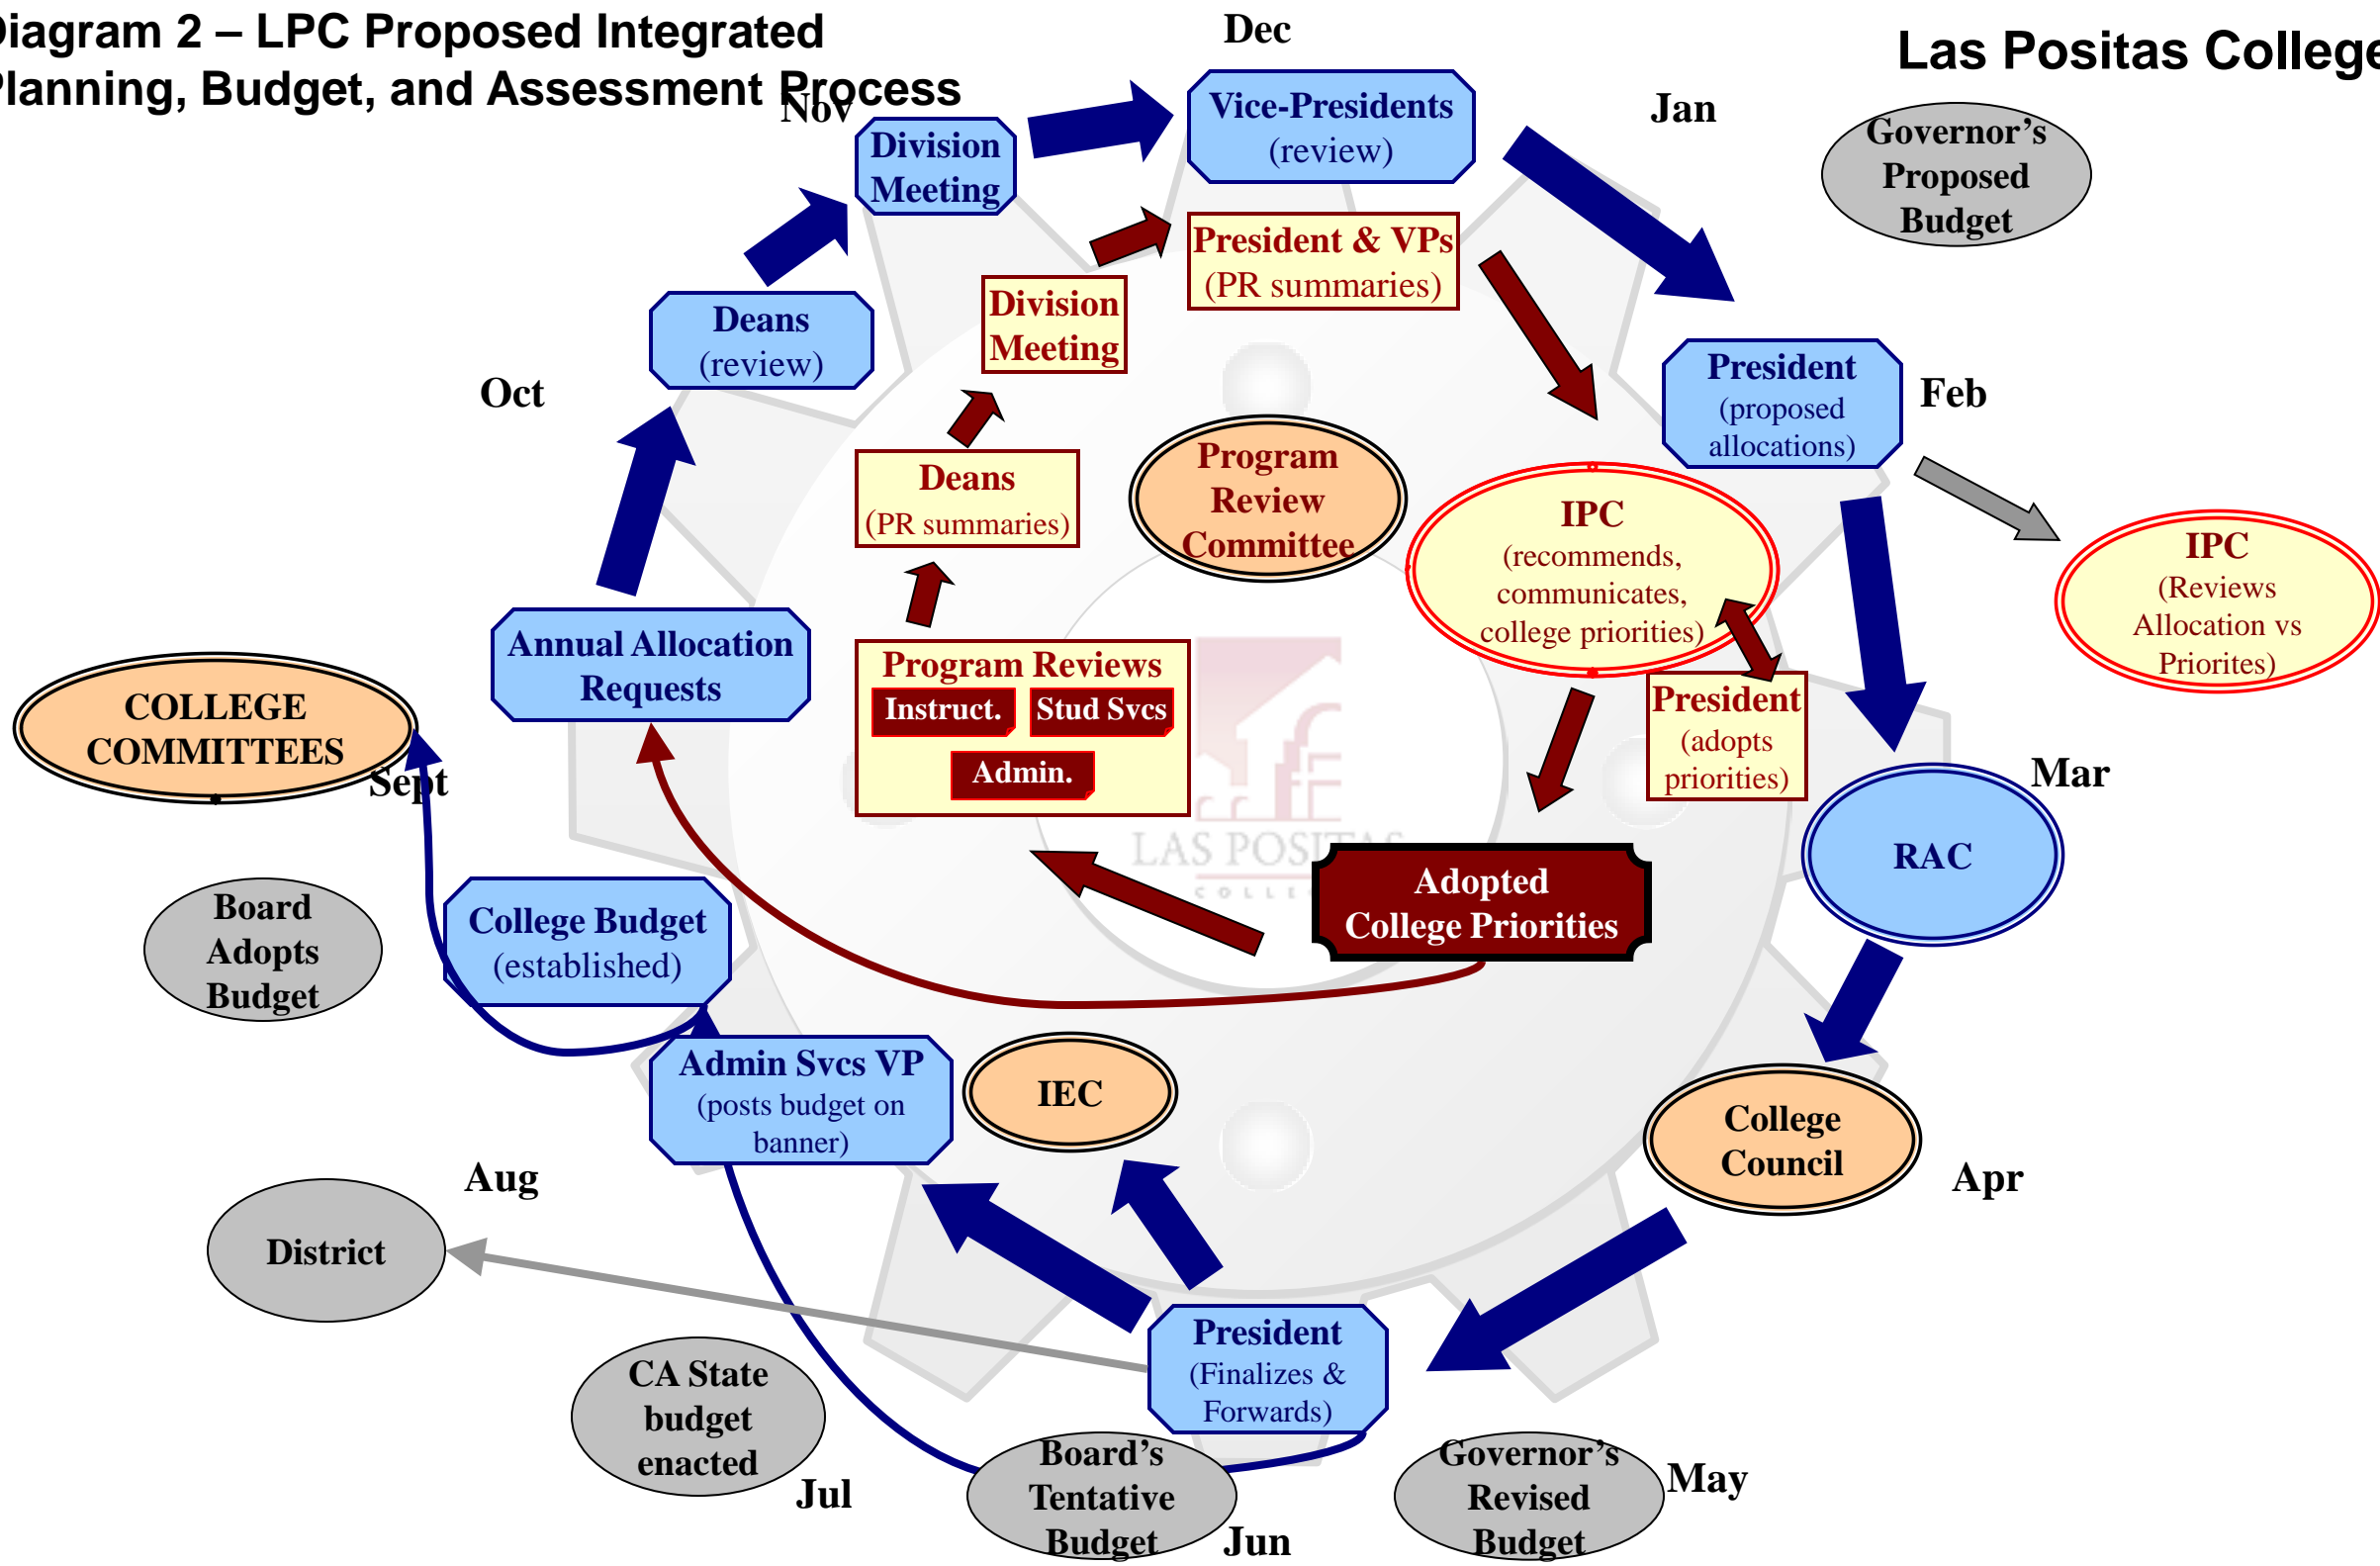 Diagram 2 – LPC Proposed Integrated
Planning, Budget, and Assessment Process
Las Positas College
Dec
Nov
Jan
Vice-Presidents
(review)
Governor’s
Proposed
Budget
Division
Meeting
President & VPs
(PR summaries)
Division
Meeting
Deans
(review)
Oct
President
(proposed
allocations)
Feb
Deans
(PR summaries)
Program
Review
Committee
IPC
(recommends,
communicates,
college priorities)
IPC
(Reviews
Allocation vs
Priorites)
Annual Allocation
Requests
Program Reviews
Instruct.
Stud Svcs
Admin.
President
(adopts
priorities)
COLLEGE
COMMITTEES
Sept
Mar
RAC
LAS POSITAS
Adopted
College Priorities
Board
Adopts
Budget
College Budget
(established)
Admin Svcs VP
(posts budget on
banner)
IEC
College
Council
Apr
Aug
District
President
(Finalizes &
Forwards)
CA State
budget
enacted
Jul
Board’s
Tentative
Budget
Jun
Governor’s
Revised
Budget
May